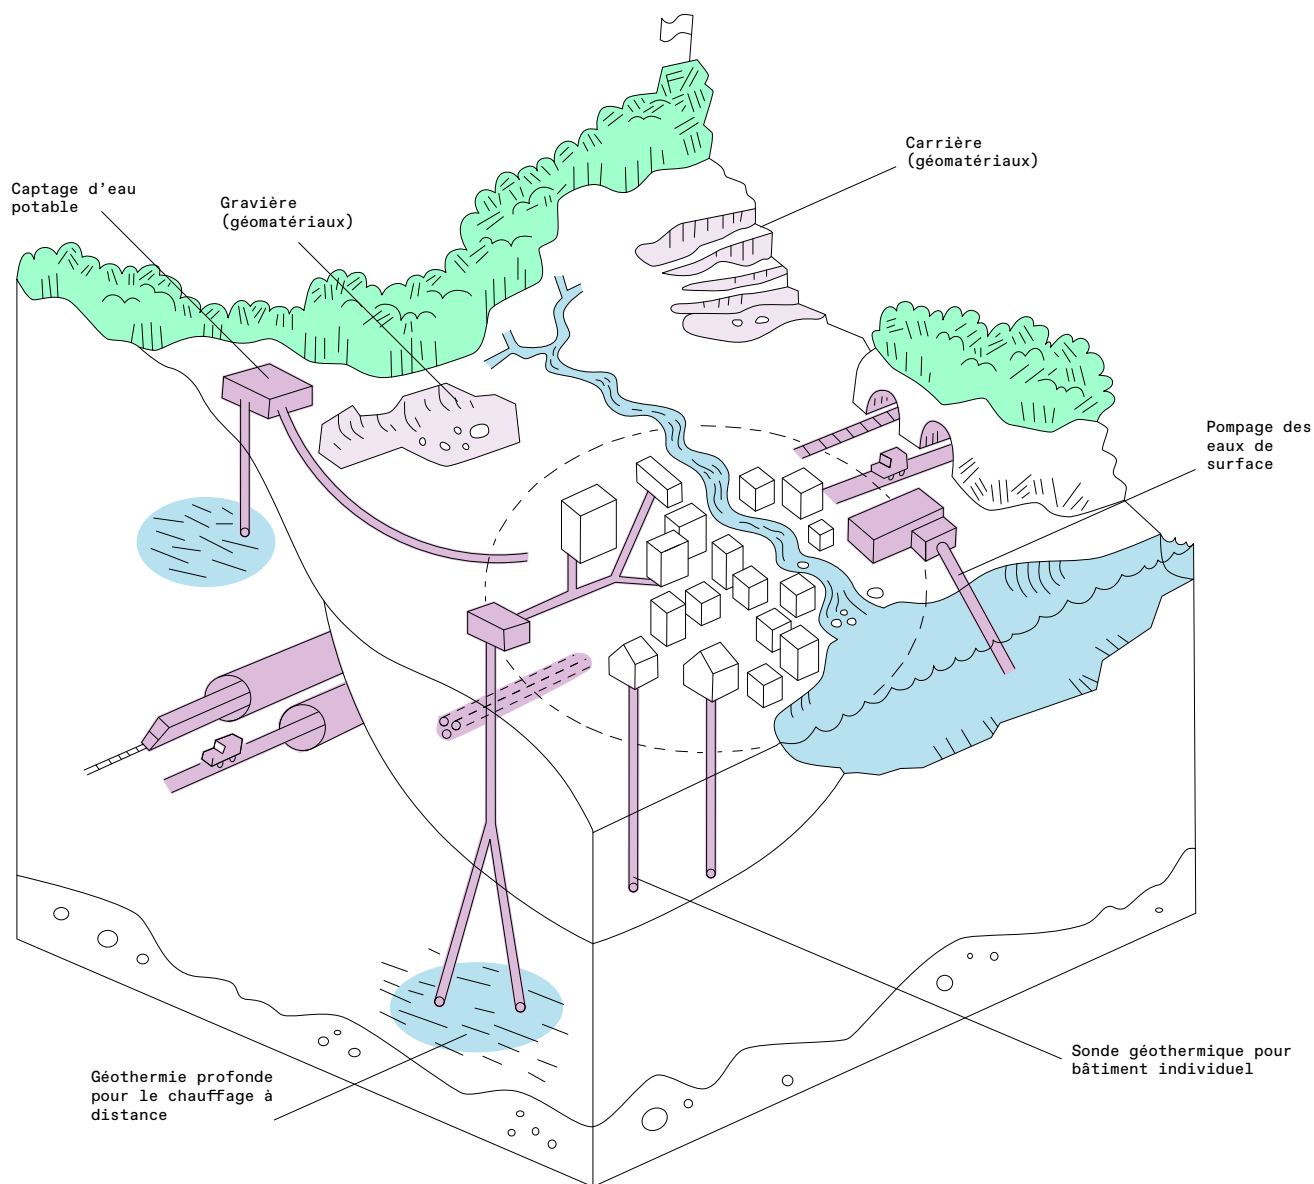 Carrière
(géomatériaux)
Captage d'eau
potable
Gravière
(géomatériaux)
Pompage des
eaux de
surface
Sonde géothermique pour
bâtiment individuel
Géothermie profonde
pour le chauffage à
distance